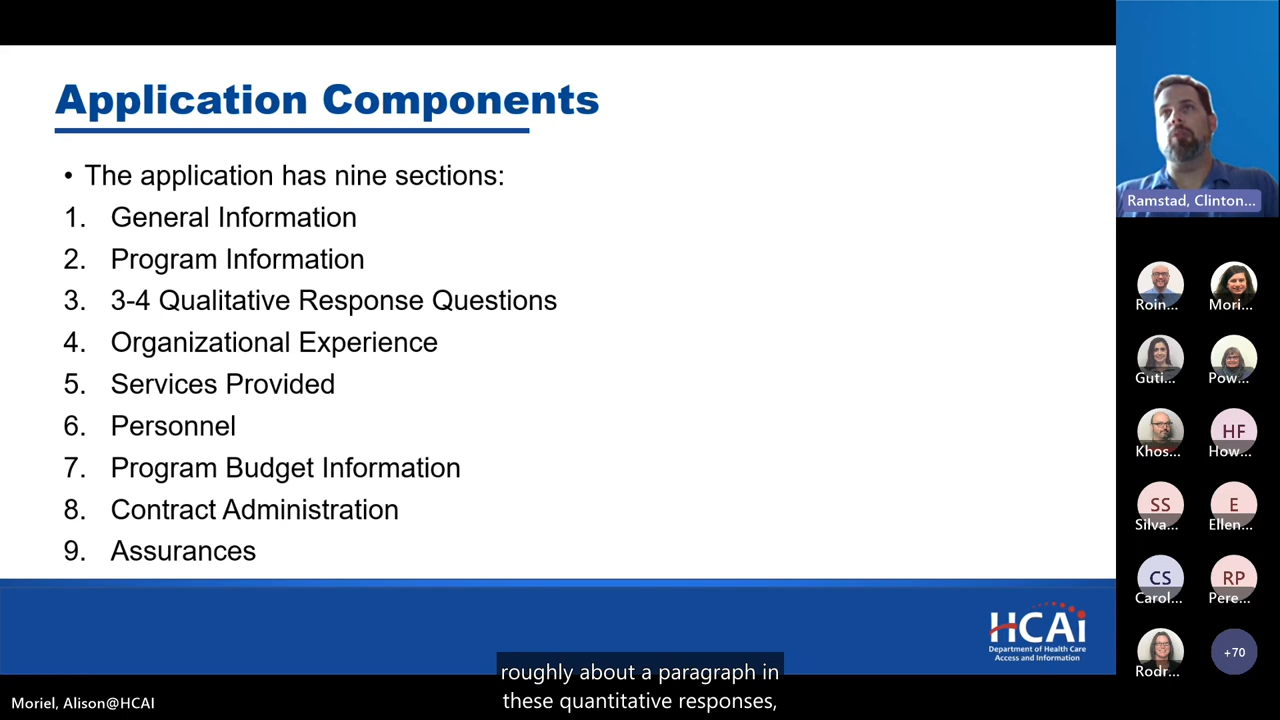 Application Components
• The application has nine sections:
1. General Information
2. Program Information
3. 3-4 Qualitative Response Questions
4. Organizational Experience
5. Services Provided
6. Personnel
7. Program Budget Information
8. Contract Administration
9. Assurances
HCAi
Department of Health Care
Access and Information
roughly about a paragraph in
these quantitative responses,
Moriel, Alison@HCAI
Ramstad, Clinton...
Roin...
Mori...
Guti...
Pow...
Khos...
HF
How...
SS
Silva...
E
Ellen...
CS
Carol...
RP
Pere...
Rodr...
+70